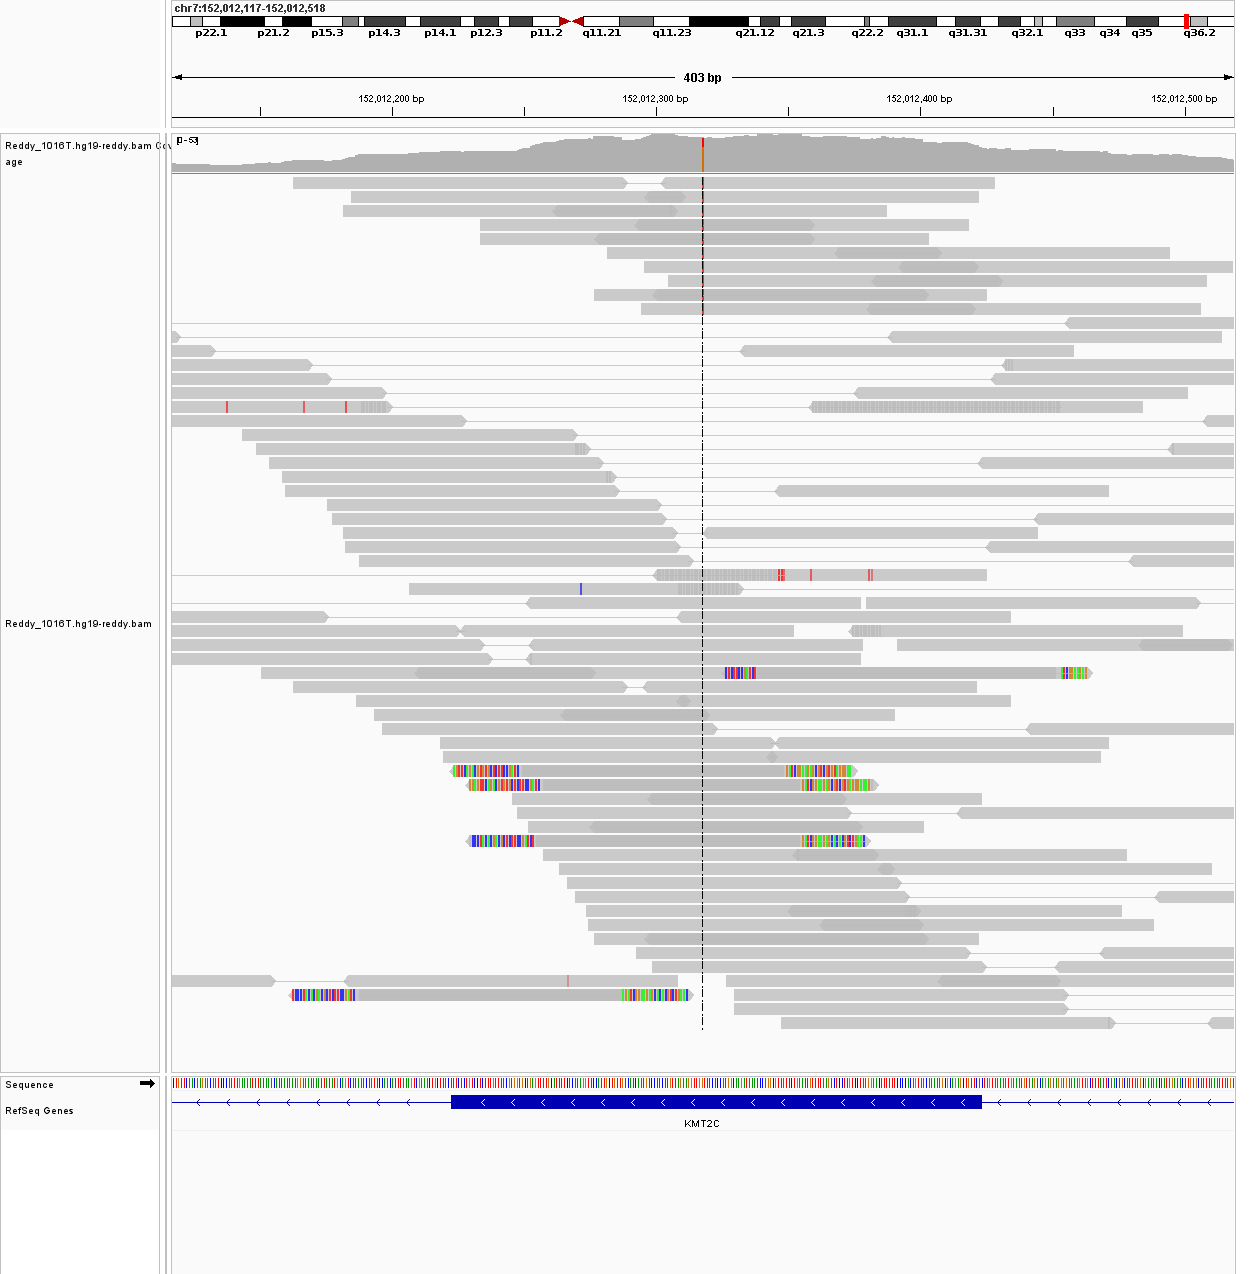 chr7:152,012,117-152,012,518
p22.1 p21.2 p15.3 p14.3 p14.1 p12.3 p11.2 q11.21 q11.23 q21.12 q21.3 q22.2 q31.1 q31.31 q32.1 q33 q34 q35 q36.2
403 bp
152,012,200 bp 152,012,300 bp 152,012,400 bp 152,012,500 bp
Reddy_1016T.hg19-reddy.bam Cov
age
[0-53]
Reddy_1016T.hg19-reddy.bam
Sequence
RefSeq Genes
KMT2C